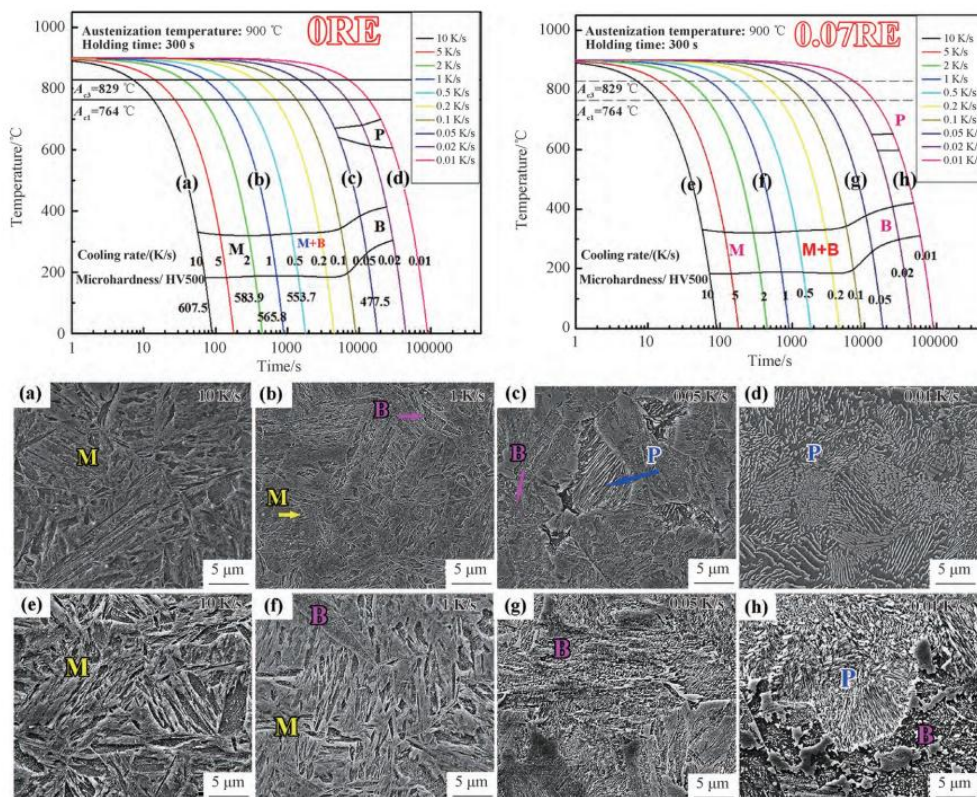 Austenization temperature: 900 ℃
Holding time: 300 s
0RE
10 K/s
5 K/s
2 K/s
1 K/s
0.5 K/s
0.2 K/s
0.1 K/s
0.05 K/s
0.02 K/s
0.01 K/s
Ac3=829 ℃
Ac1=764 ℃
P
(a) (b) (c) (d)
B
M M+B
Cooling rate/(K/s) 10 5 2 1 0.5 0.2 0.1 0.05 0.02 0.01
Microhardness/ HV500
607.5 583.9 565.8 553.7 477.5
800
600
400
200
0
Temperature/℃
1 10 100 1000 10000 100000
Time/s
Austenization temperature: 900 ℃
Holding time: 300 s
0.07RE
10 K/s
5 K/s
2 K/s
1 K/s
0.5 K/s
0.2 K/s
0.1 K/s
0.05 K/s
0.02 K/s
0.01 K/s
Ac3=829 ℃
Ac1=764 ℃
P
(e) (f) (g) (h)
B
M M+B
Cooling rate/(K/s)
Microhardness/ HV500
10 5 2 1 0.5 0.2 0.1 0.05 0.02 0.01
800
600
400
200
0
Temperature/℃
1 10 100 1000 10000 100000
Time/s
(a) 10 K/s
M
5 μm
(b) 1 K/s
B
M
5 μm
(c) 0.05 K/s
B
P
5 μm
(d) 0.01 K/s
P
5 μm
(e) 10 K/s
M
5 μm
(f) 1 K/s
B
M
5 μm
(g) 0.05 K/s
B
5 μm
(h) 0.01 K/s
P
B
5 μm